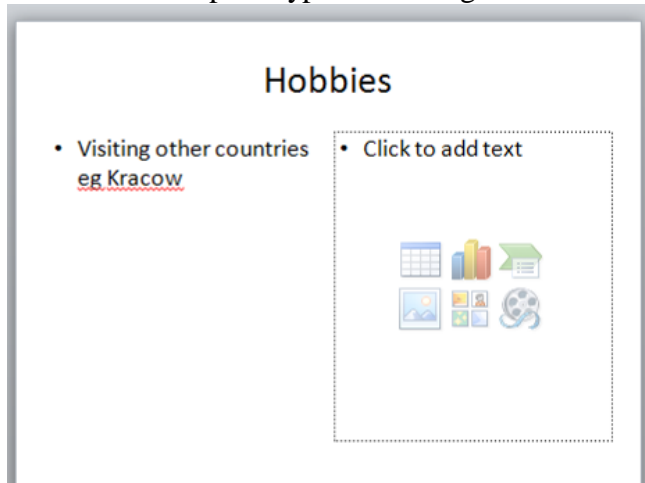 Hobbies
• Visiting other countries
eg Kracow
• Click to add text